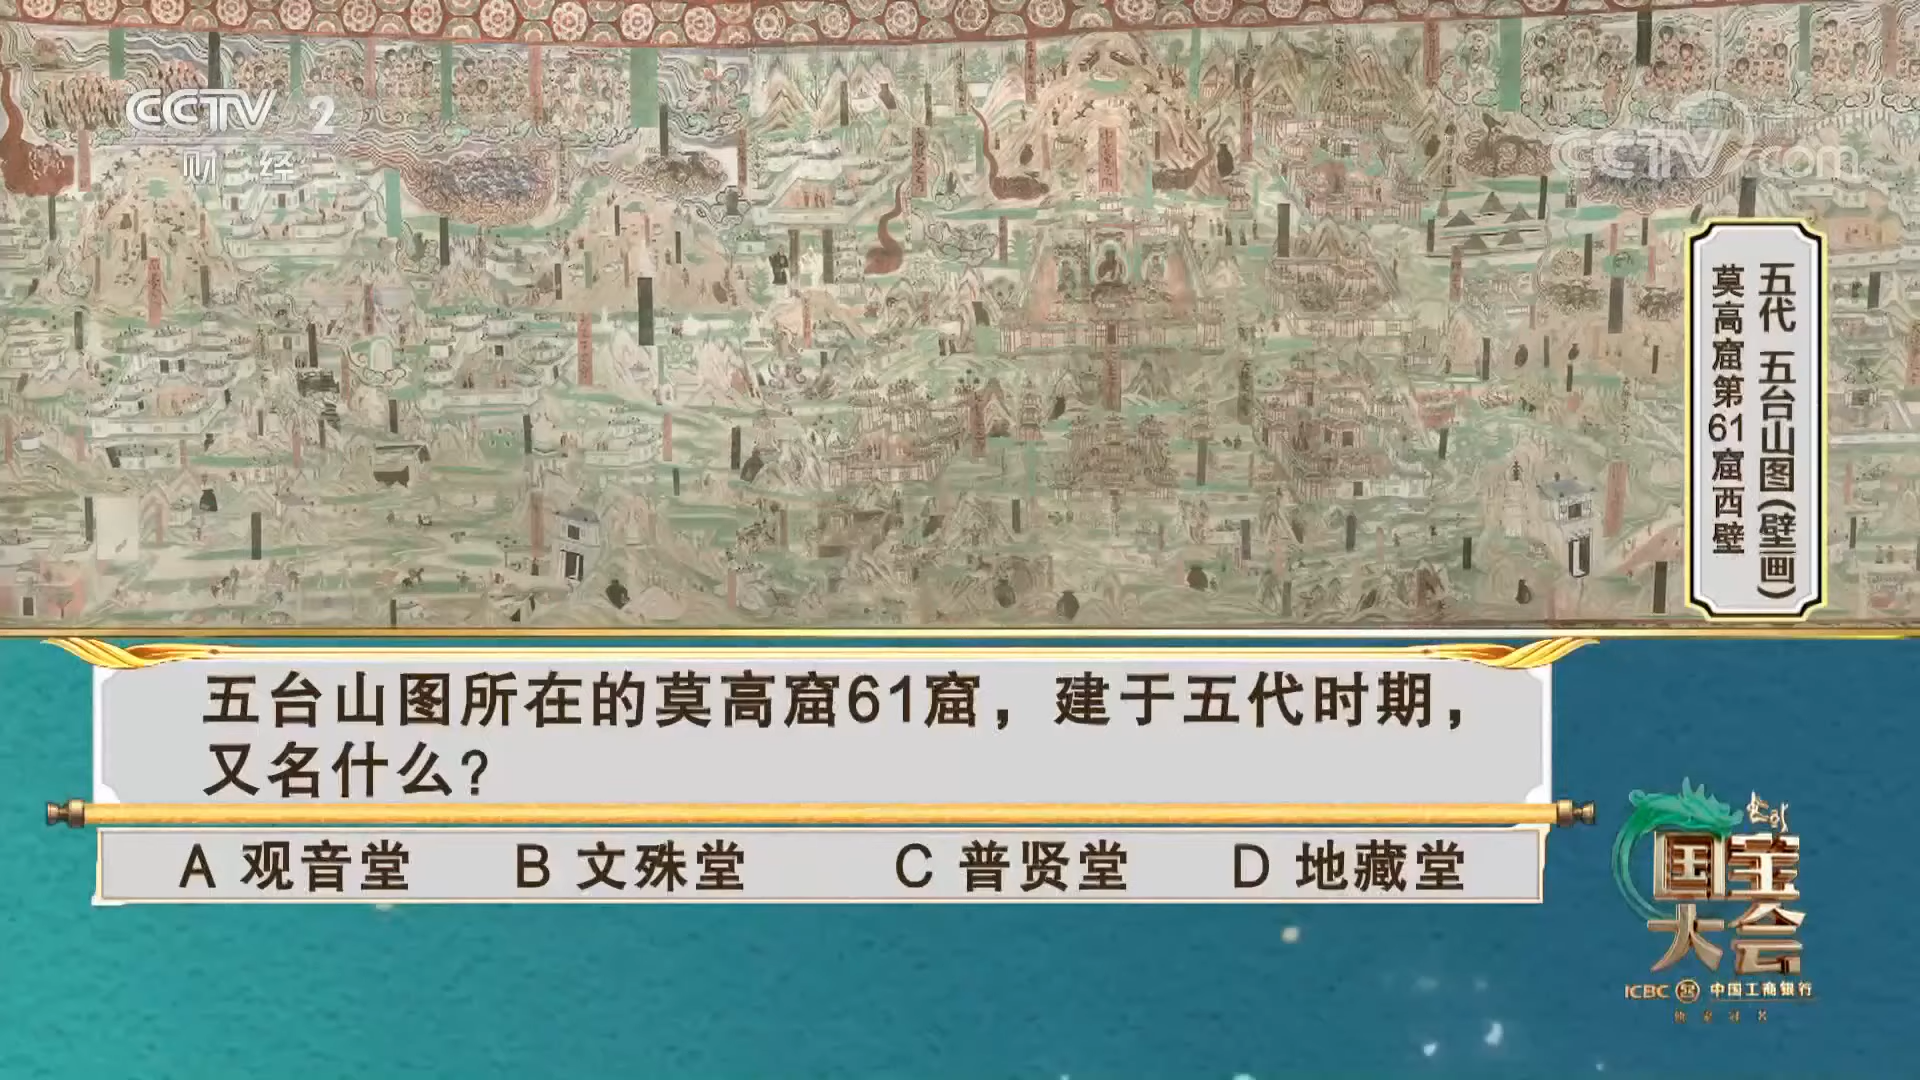 CCTV 2
财经
CCTV.com
五代 五台山图(壁画)
莫高窟第61窟西壁
五台山图所在的莫高窟61窟，建于五代时期，
又名什么?
A 观音堂 B 文殊堂 C 普贤堂 D 地藏堂
国宝
大会
ICBC 中国工商银行